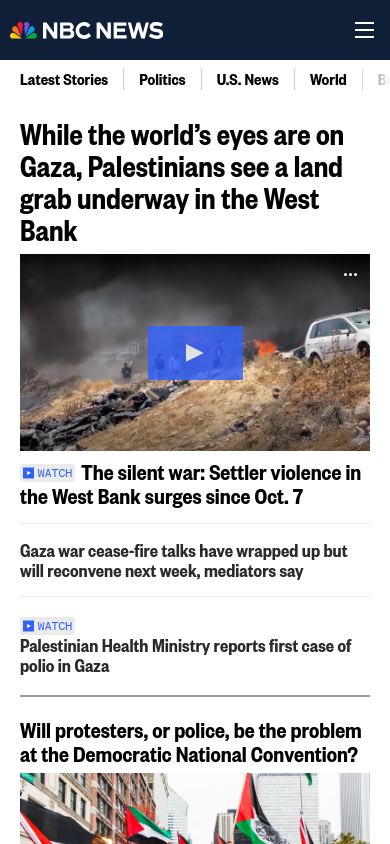 NBC NEWS
Latest Stories
Politics
U.S. News
World
While the world’s eyes are on
Gaza, Palestinians see a land
grab underway in the West
Bank
WATCH The silent war: Settler violence in
the West Bank surges since Oct. 7
Gaza war cease-fire talks have wrapped up but
will reconvene next week, mediators say
WATCH
Palestinian Health Ministry reports first case of
polio in Gaza
Will protesters, or police, be the problem
at the Democratic National Convention?